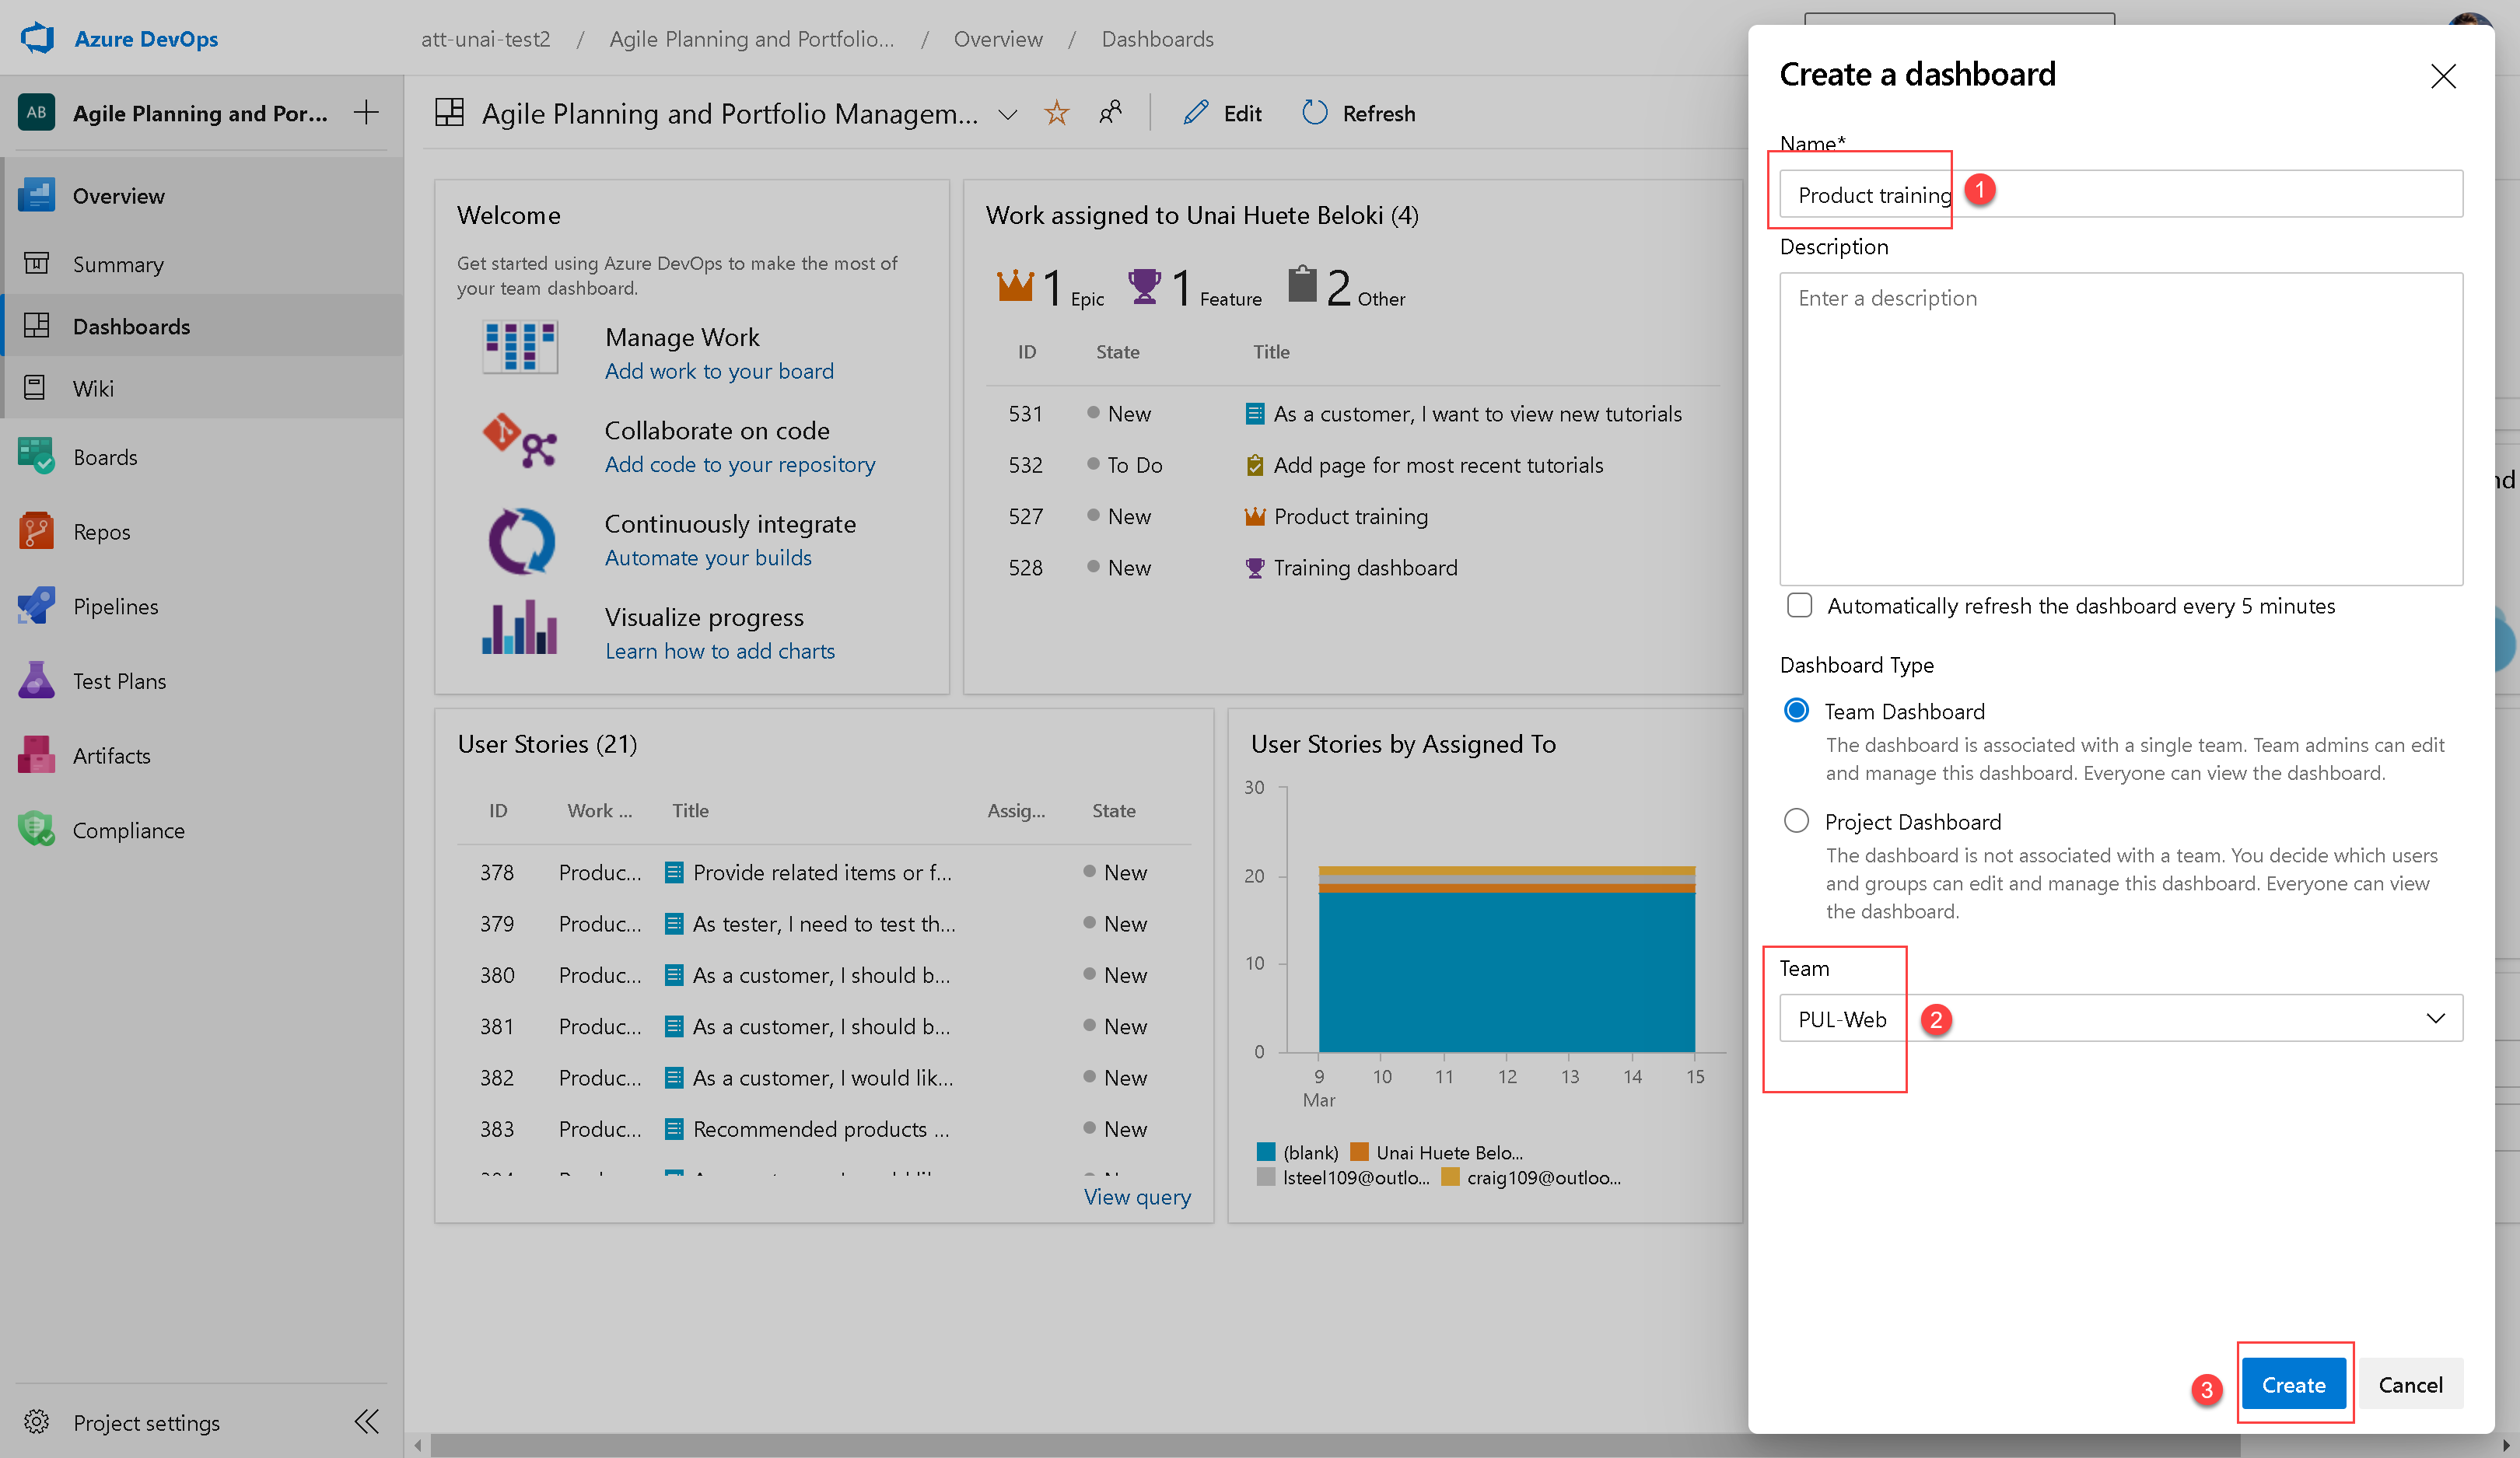 Azure DevOps
att-unai-test2 / Agile Planning and Portfolio... / Overview / Dashboards
AB Agile Planning and Por...
Overview
Summary
Dashboards
Wiki
Boards
Repos
Pipelines
Test Plans
Artifacts
Compliance
Project settings
Agile Planning and Portfolio Managem...
Edit
Refresh
Welcome
Get started using Azure DevOps to make the most of
your team dashboard.
Manage Work
Add work to your board
Collaborate on code
Add code to your repository
Continuously integrate
Automate your builds
Visualize progress
Learn how to add charts
Work assigned to Unai Huete Beloki (4)
1 Epic 1 Feature 2 Other
ID State Title
531 New As a customer, I want to view new tutorials
532 To Do Add page for most recent tutorials
527 New Product training
528 New Training dashboard
User Stories (21)
ID Work ... Title Assig... State
378 Produc... Provide related items or f... New
379 Produc... As tester, I need to test th... New
380 Produc... As a customer, I should b... New
381 Produc... As a customer, I should b... New
382 Produc... As a customer, I would lik... New
383 Produc... Recommended products ... New
View query
User Stories by Assigned To
30
20
10
0
9 10 11 12 13 14 15
Mar
(blank) Unai Huete Belo...
lsteel109@outlo... craig109@outloo...
Create a dashboard
Name*
Product training 1
Description
Enter a description
Automatically refresh the dashboard every 5 minutes
Dashboard Type
Team Dashboard
The dashboard is associated with a single team. Team admins can edit
and manage this dashboard. Everyone can view the dashboard.
Project Dashboard
The dashboard is not associated with a team. You decide which users
and groups can edit and manage this dashboard. Everyone can view
the dashboard.
Team
PUL-Web 2
3 Create Cancel